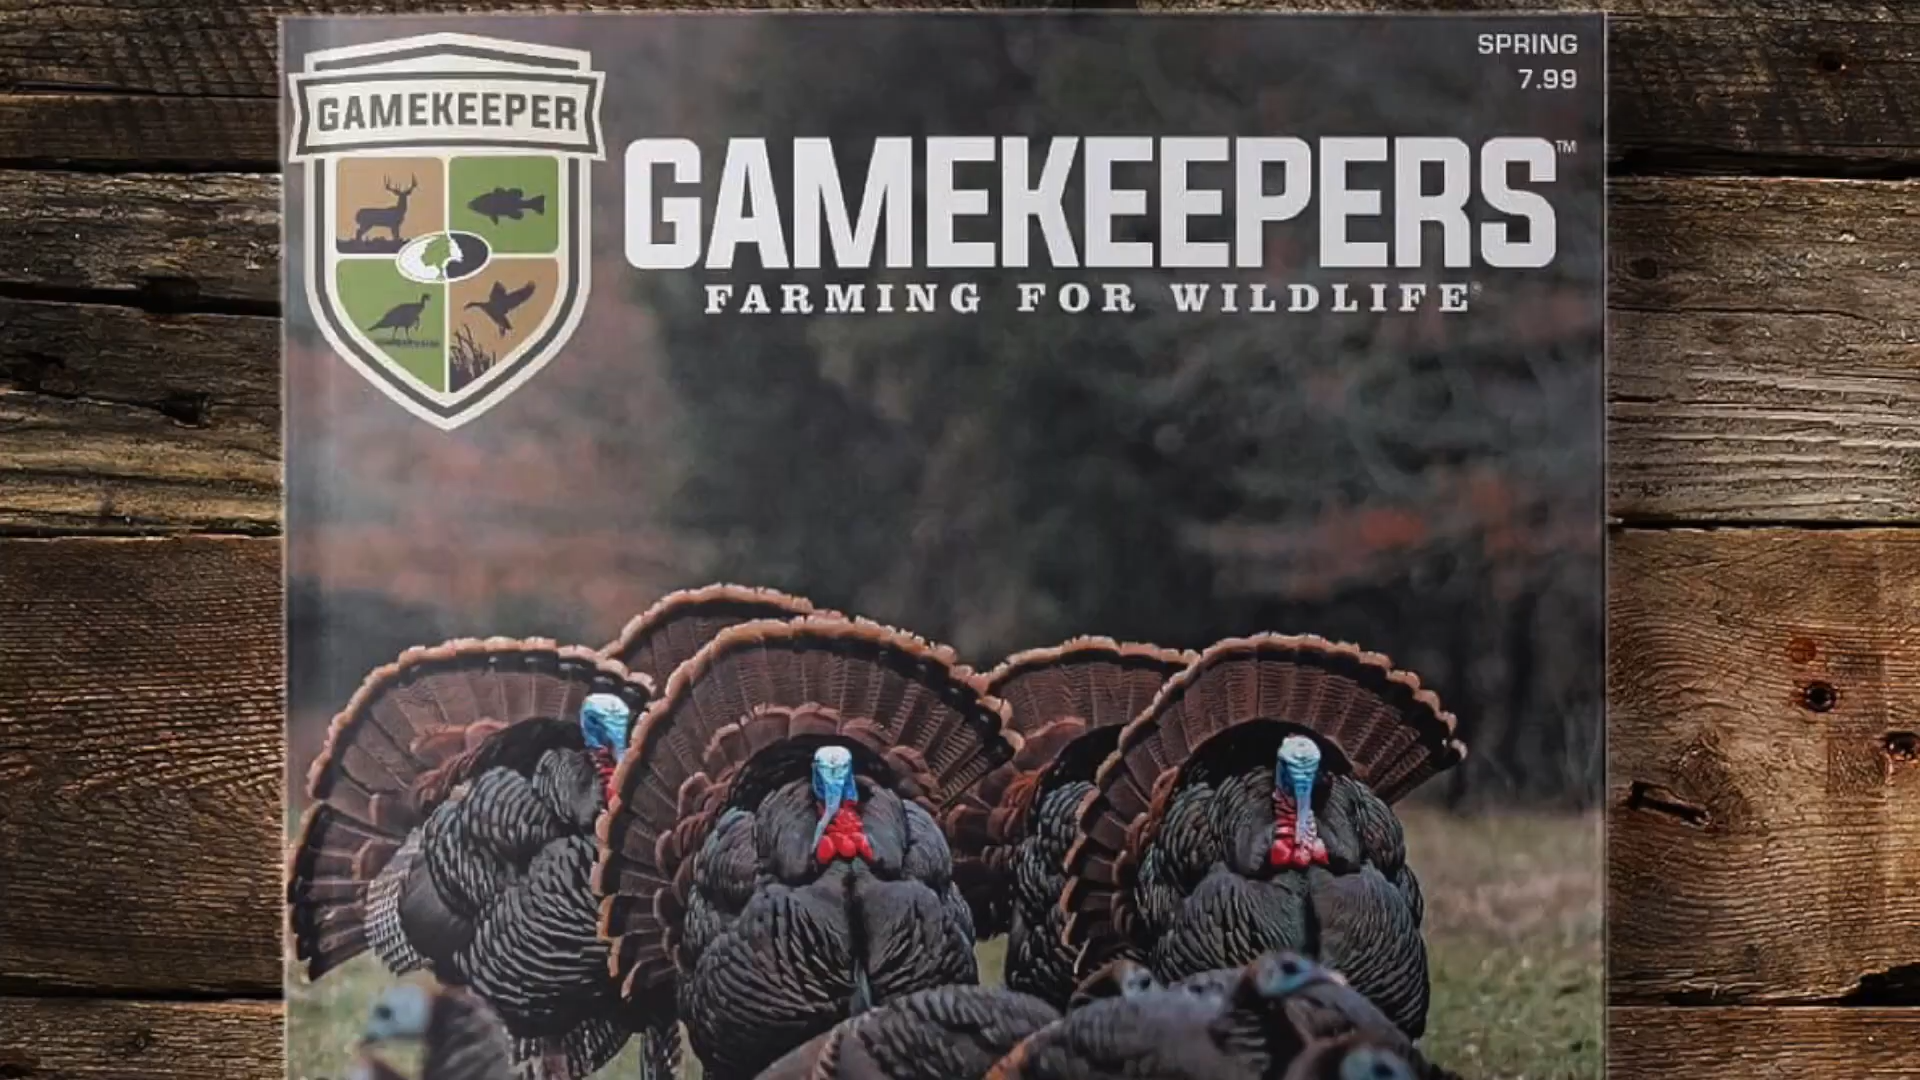 SPRING
7.99
GAMEKEEPER
GAMEKEEPERS™
FARMING FOR WILDLIFE®